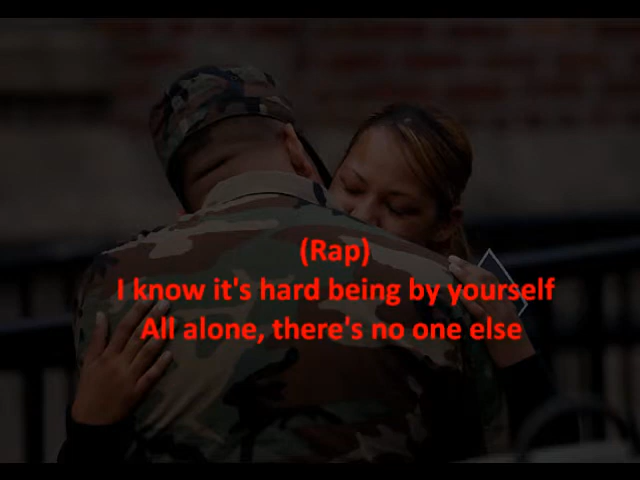 (Rap)
I know it's hard being by yourself
All alone, there's no one else